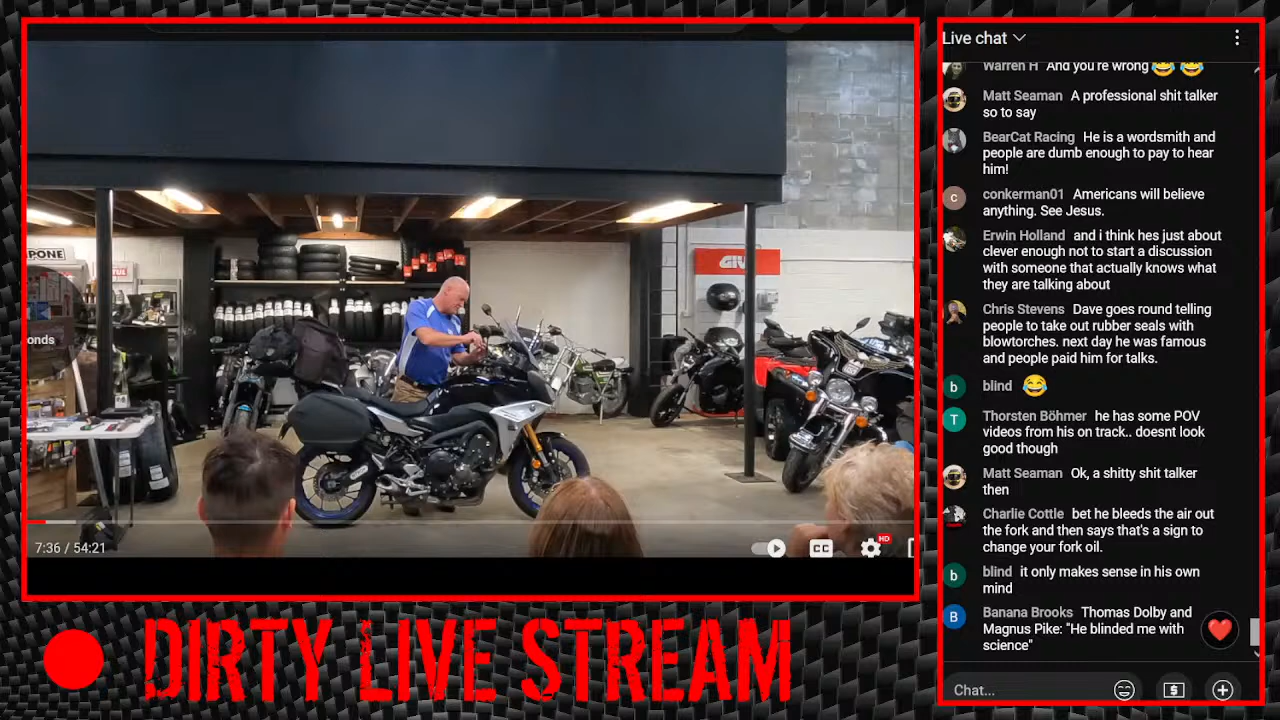 PONE
TUL
onds
GIVI
7:36 / 54:21
CC
HD
DIRTY LIVE STREAM
Live chat
Warren H And you're wrong 😂 😂
Matt Seaman A professional shit talker
so to say
BearCat Racing He is a wordsmith and
people are dumb enough to pay to hear
him!
c
conkerman01 Americans will believe
anything. See Jesus.
Erwin Holland and i think hes just about
clever enough not to start a discussion
with someone that actually knows what
they are talking about
Chris Stevens Dave goes round telling
people to take out rubber seals with
blowtorches. next day he was famous
and people paid him for talks.
b
blind 😂
T
Thorsten Böhmer he has some POV
videos from his on track.. doesnt look
good though
Matt Seaman Ok, a shitty shit talker
then
Charlie Cottle bet he bleeds the air out
the fork and then says that's a sign to
change your fork oil.
b
blind it only makes sense in his own
mind
B
Banana Brooks Thomas Dolby and
Magnus Pike: "He blinded me with
science"
Chat...
$